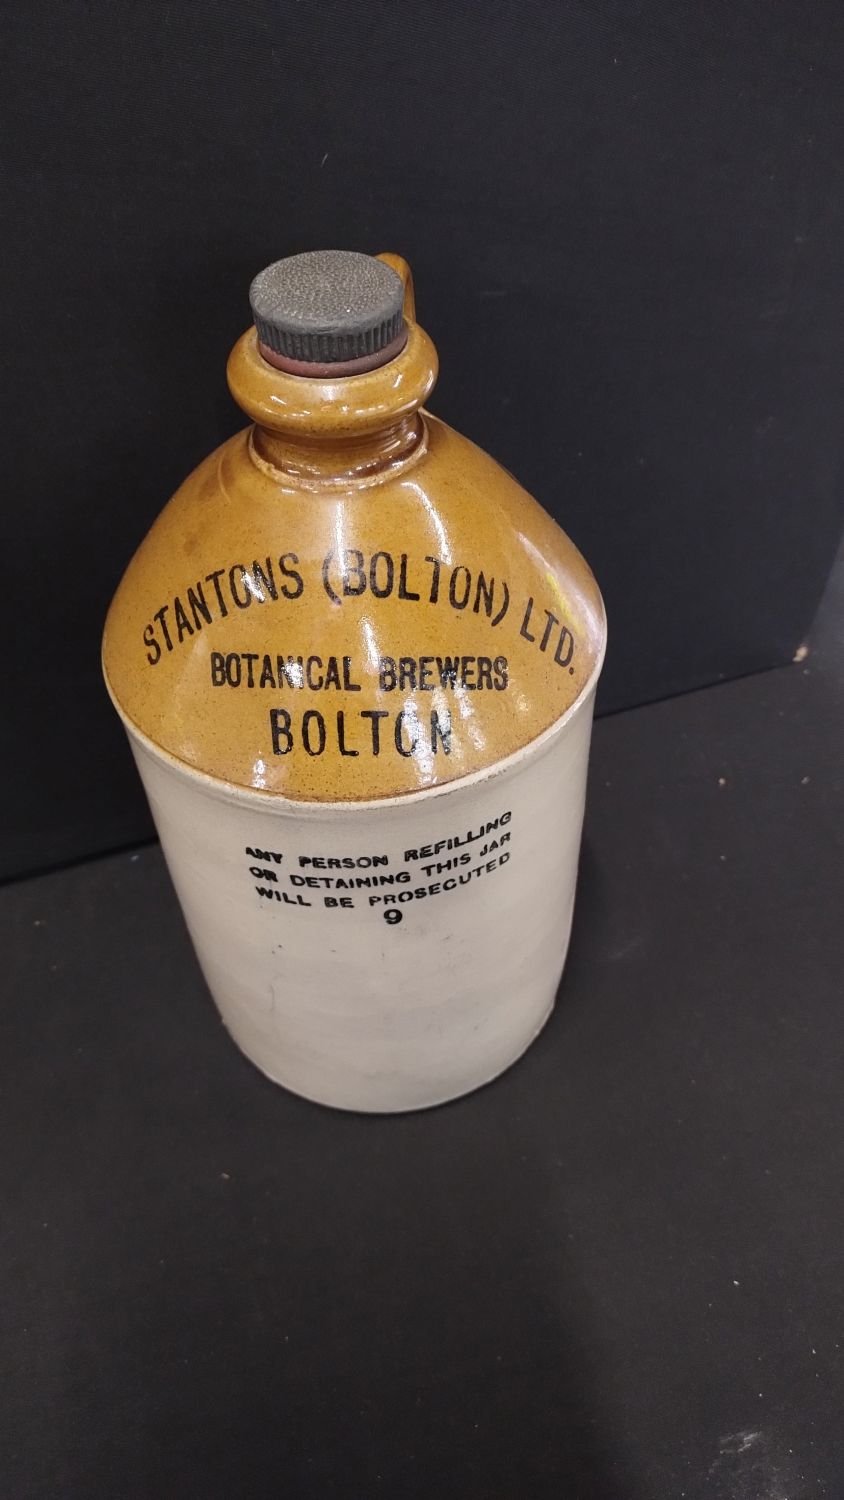 STANTONS (BOLTON) LTD.
BOTANICAL BREWERS
BOLTON
ANY PERSON REFILLING
OR DETAINING THIS JAR
WILL BE PROSECUTED
9